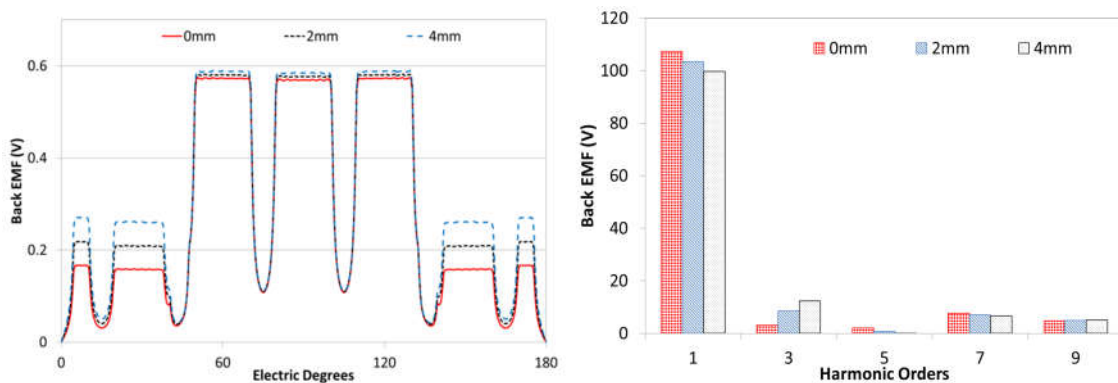 0mm 2mm 4mm
0.6
0.4
0.2
0
0 60 120 180
Back EMF (V)
Electric Degrees
120
100
80
60
40
20
0
0mm 2mm 4mm
1 3 5 7 9
Back EMF (V)
Harmonic Orders